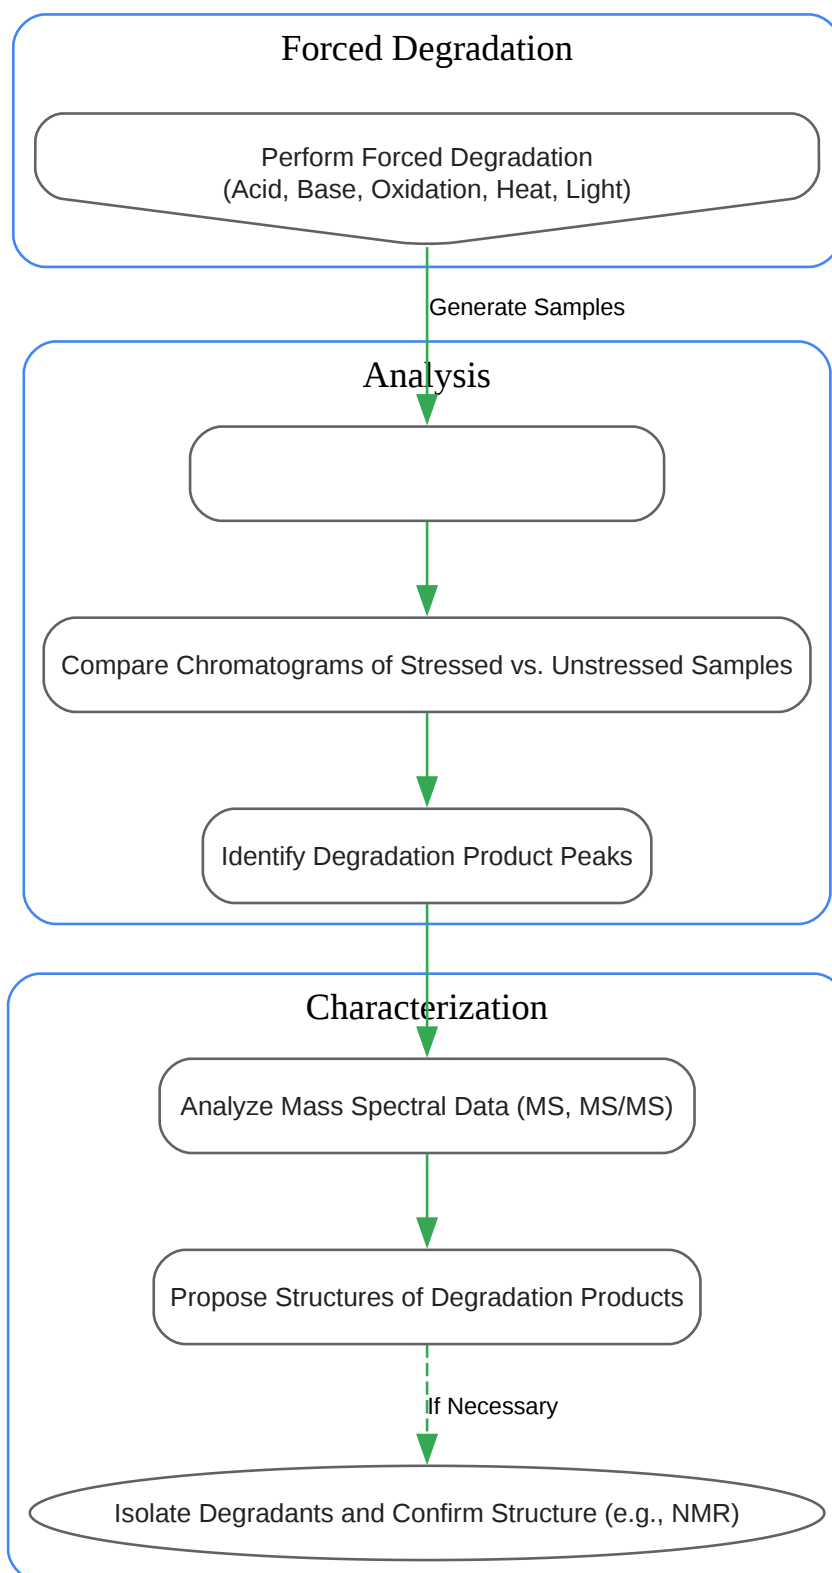 Forced Degradation
Perform Forced Degradation
(Acid, Base, Oxidation, Heat, Light)
Generate Samples
Analysis
Compare Chromatograms of Stressed vs. Unstressed Samples
Identify Degradation Product Peaks
Characterization
Analyze Mass Spectral Data (MS, MS/MS)
Propose Structures of Degradation Products
If Necessary
Isolate Degradants and Confirm Structure (e.g., NMR)